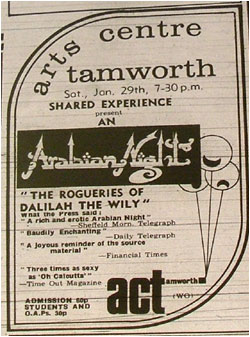 arts centre
tamworth
Sat., Jan. 29th, 7-30 p.m.
SHARED EXPERIENCE
present
AN
Arabian Night
"THE ROGUERIES OF
DALILAH THE WILY"
What the Press said :
"A rich and erotic Arabian Night"
—Sheffeld Morn. Telegraph
"Baudily Enchanting"
—Daily Telegraph
"A joyous reminder of the source
material"
—Financial Times
"Three times as sexy
as 'Oh Calcutta'"
—Time Out Magazine
ADMISSION 60p
STUDENTS AND
O.A.Ps. 30p
act
tamworth
(WO)